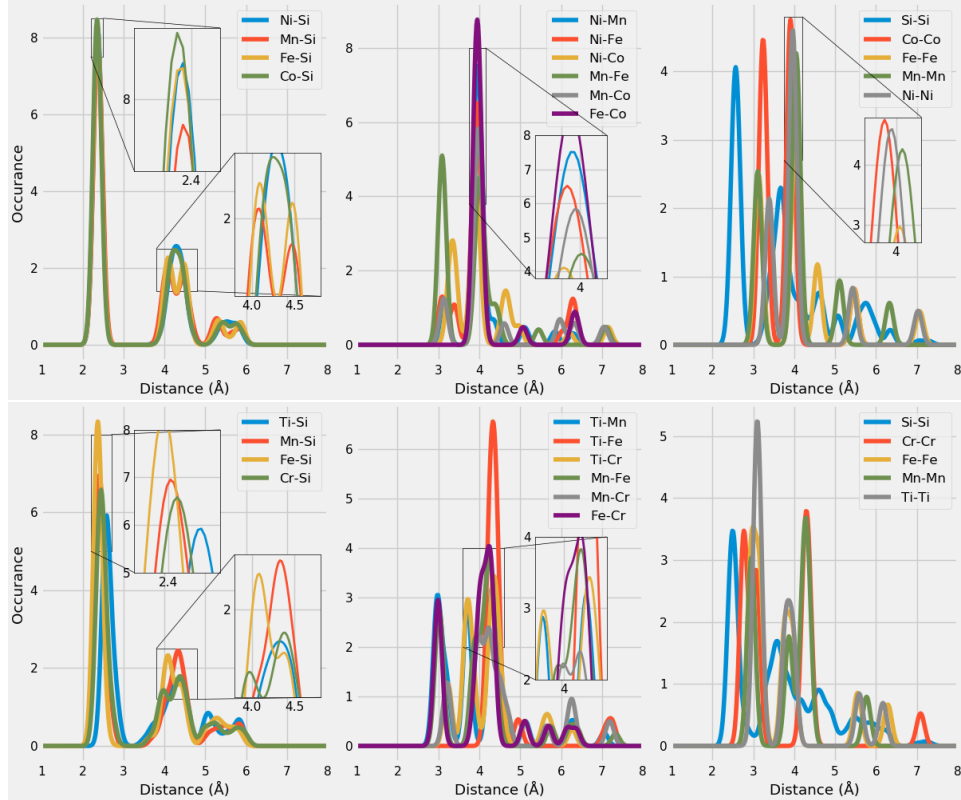 8
6
4
2
0
Occurance
1 2 3 4 5 6 7 8
Distance (Å)
Ni-Si
Mn-Si
Fe-Si
Co-Si
8
2.4
2
4.0 4.5
8
6
4
2
0
1 2 3 4 5 6 7 8
Distance (Å)
Ni-Mn
Ni-Fe
Ni-Co
Mn-Fe
Mn-Co
Fe-Co
8
7
6
5
4
4
4
3
2
1
0
1 2 3 4 5 6 7 8
Distance (Å)
Si-Si
Co-Co
Fe-Fe
Mn-Mn
Ni-Ni
4
3
4
8
6
4
2
0
Occurance
1 2 3 4 5 6 7 8
Distance (Å)
Ti-Si
Mn-Si
Fe-Si
Cr-Si
8
7
6
5
2.4
2
4.0 4.5
6
5
4
3
2
1
0
1 2 3 4 5 6 7 8
Distance (Å)
Ti-Mn
Ti-Fe
Ti-Cr
Mn-Fe
Mn-Cr
Fe-Cr
4
3
2
4
5
4
3
2
1
0
1 2 3 4 5 6 7 8
Distance (Å)
Si-Si
Cr-Cr
Fe-Fe
Mn-Mn
Ti-Ti